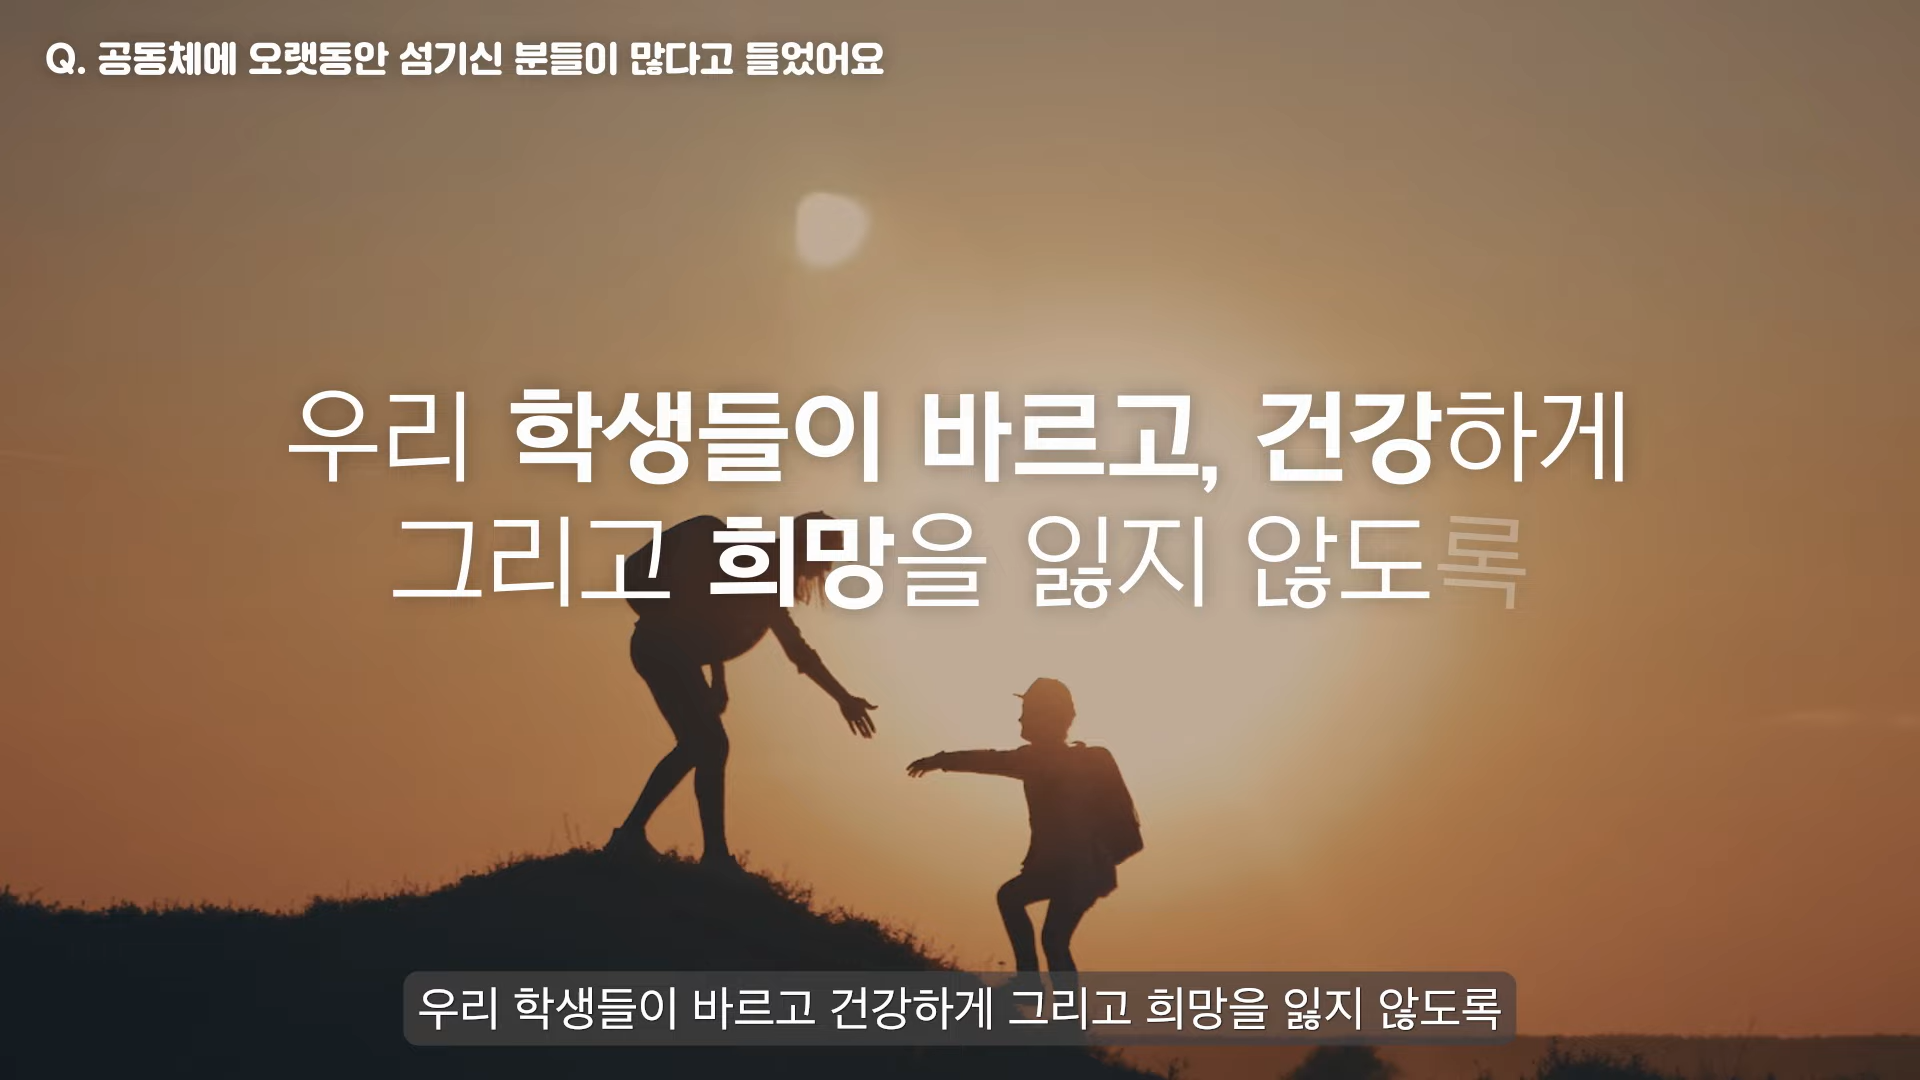 Q. 공동체에 오랫동안 섬기신 분들이 많다고 들었어요
우리 학생들이 바르고, 건강하게
그리고 희망을 잃지 않도록
우리 학생들이 바르고 건강하게 그리고 희망을 잃지 않도록